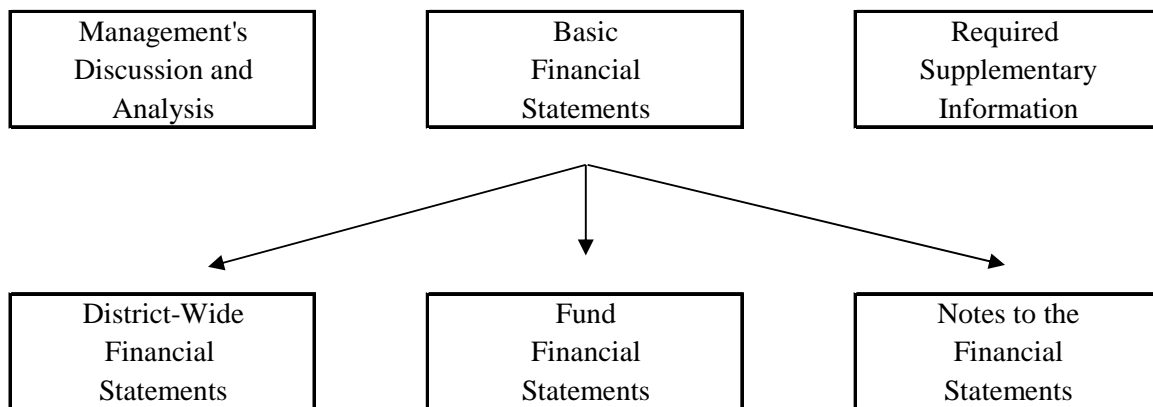 Management's
Discussion and
Analysis
Basic
Financial
Statements
Required
Supplementary
Information
District-Wide
Financial
Statements
Fund
Financial
Statements
Notes to the
Financial
Statements